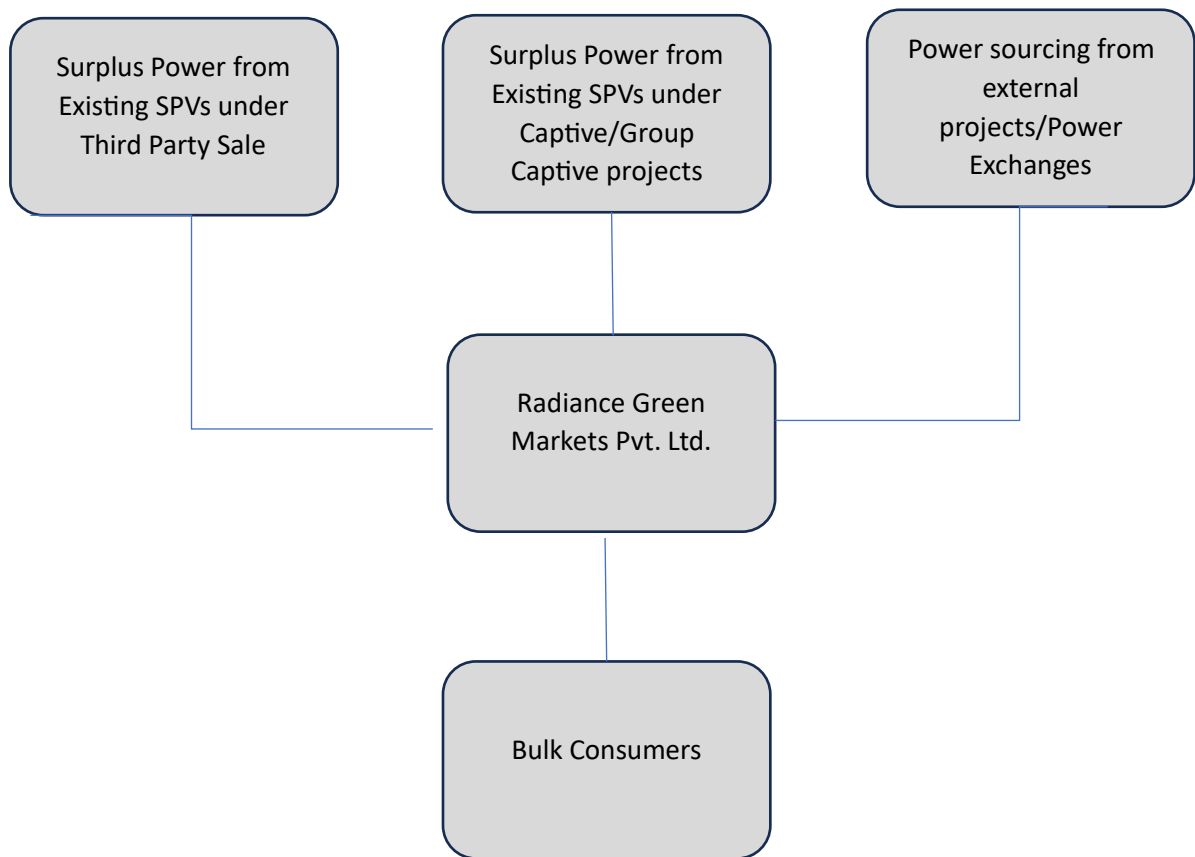 Surplus Power from
Existing SPVs under
Third Party Sale
Surplus Power from
Existing SPVs under
Captive/Group
Captive projects
Power sourcing from
external
projects/Power
Exchanges
Radiance Green
Markets Pvt. Ltd.
Bulk Consumers